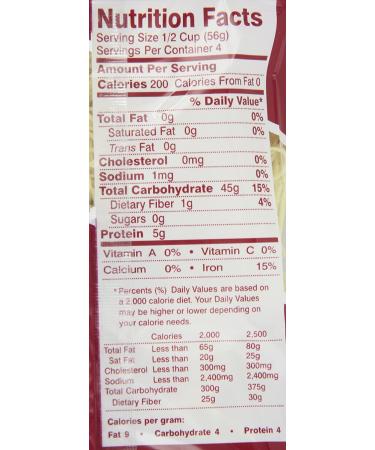 Nutrition Facts
Serving Size 1/2 Cup (56g)
Servings Per Container 4
Amount Per Serving
Calories 200 Calories From Fat 0
% Daily Value*
Total Fat 0g 0%
Saturated Fat 0g 0%
Trans Fat 0g
Cholesterol 0mg 0%
Sodium 1mg 0%
Total Carbohydrate 45g 15%
Dietary Fiber 1g 4%
Sugars 0g
Protein 5g
Vitamin A 0% • Vitamin C 0%
Calcium 0% • Iron 15%
*Percents (%) Daily Values are based on
a 2,000 calorie diet. Your Daily Values
may be higher or lower depending on
your calorie needs.
Calories 2,000 2,500
Total Fat Less than 65g 80g
Sat Fat Less than 20g 25g
Cholesterol Less than 300mg 300mg
Sodium Less than 2,400mg 2,400mg
Total Carbohydrate 300g 375g
Dietary Fiber 25g 30g
Calories per gram:
Fat 9 • Carbohydrate 4 • Protein 4